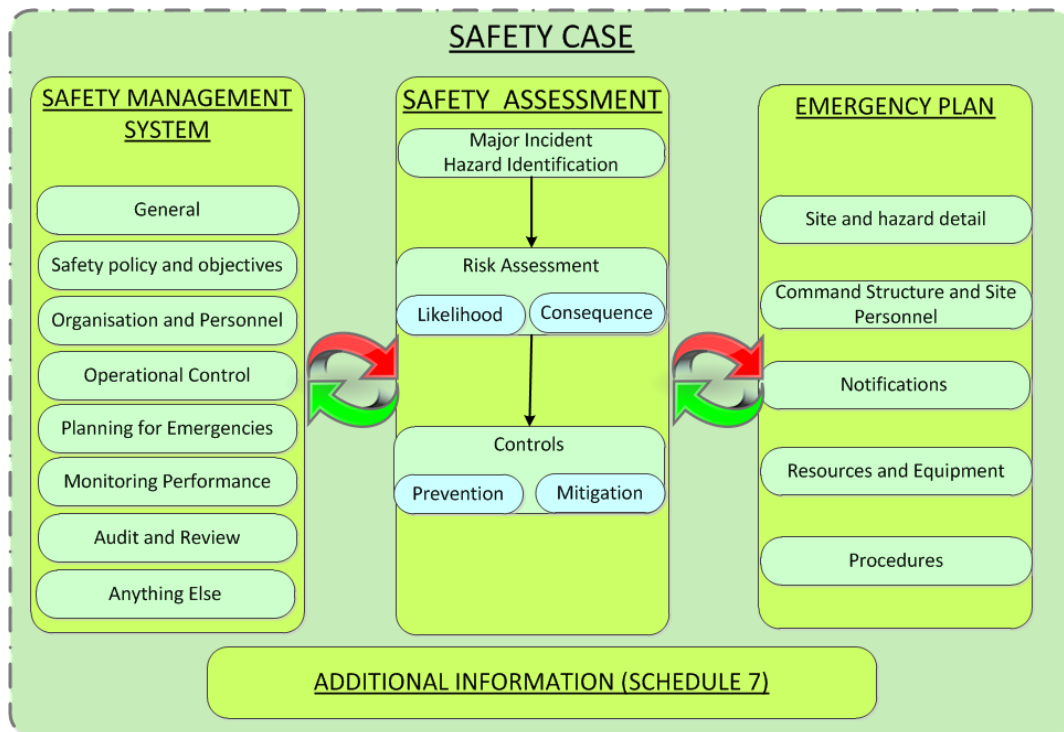 SAFETY CASE
SAFETY MANAGEMENT
SYSTEM
General
Safety policy and objectives
Organisation and Personnel
Operational Control
Planning for Emergencies
Monitoring Performance
Audit and Review
Anything Else
SAFETY ASSESSMENT
Major Incident
Hazard Identification
Risk Assessment
Likelihood
Consequence
Controls
Prevention
Mitigation
EMERGENCY PLAN
Site and hazard detail
Command Structure and Site
Personnel
Notifications
Resources and Equipment
Procedures
ADDITIONAL INFORMATION (SCHEDULE 7)